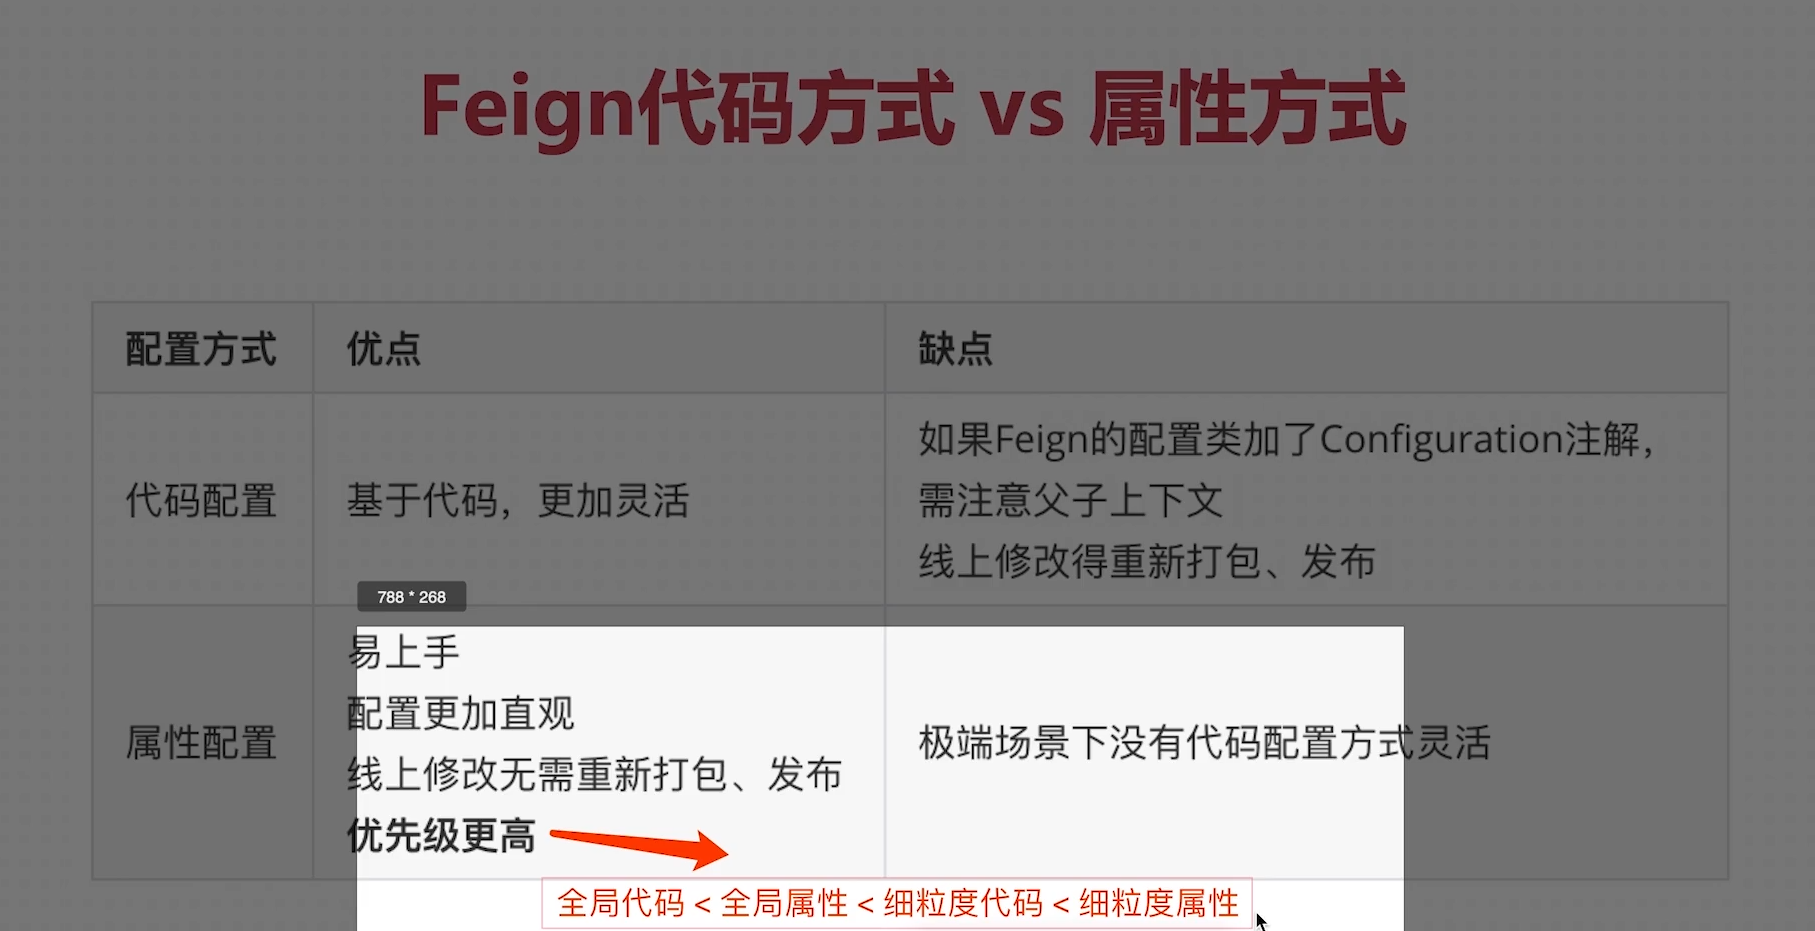 Feign代码方式 vs 属性方式
配置方式
优点
缺点
代码配置
基于代码，更加灵活
如果Feign的配置类加了Configuration注解，
需注意父子上下文
线上修改得重新打包、发布
788 * 268
属性配置
易上手
配置更加直观
线上修改无需重新打包、发布
优先级更高
极端场景下没有代码配置方式灵活
全局代码 < 全局属性 < 细粒度代码 < 细粒度属性